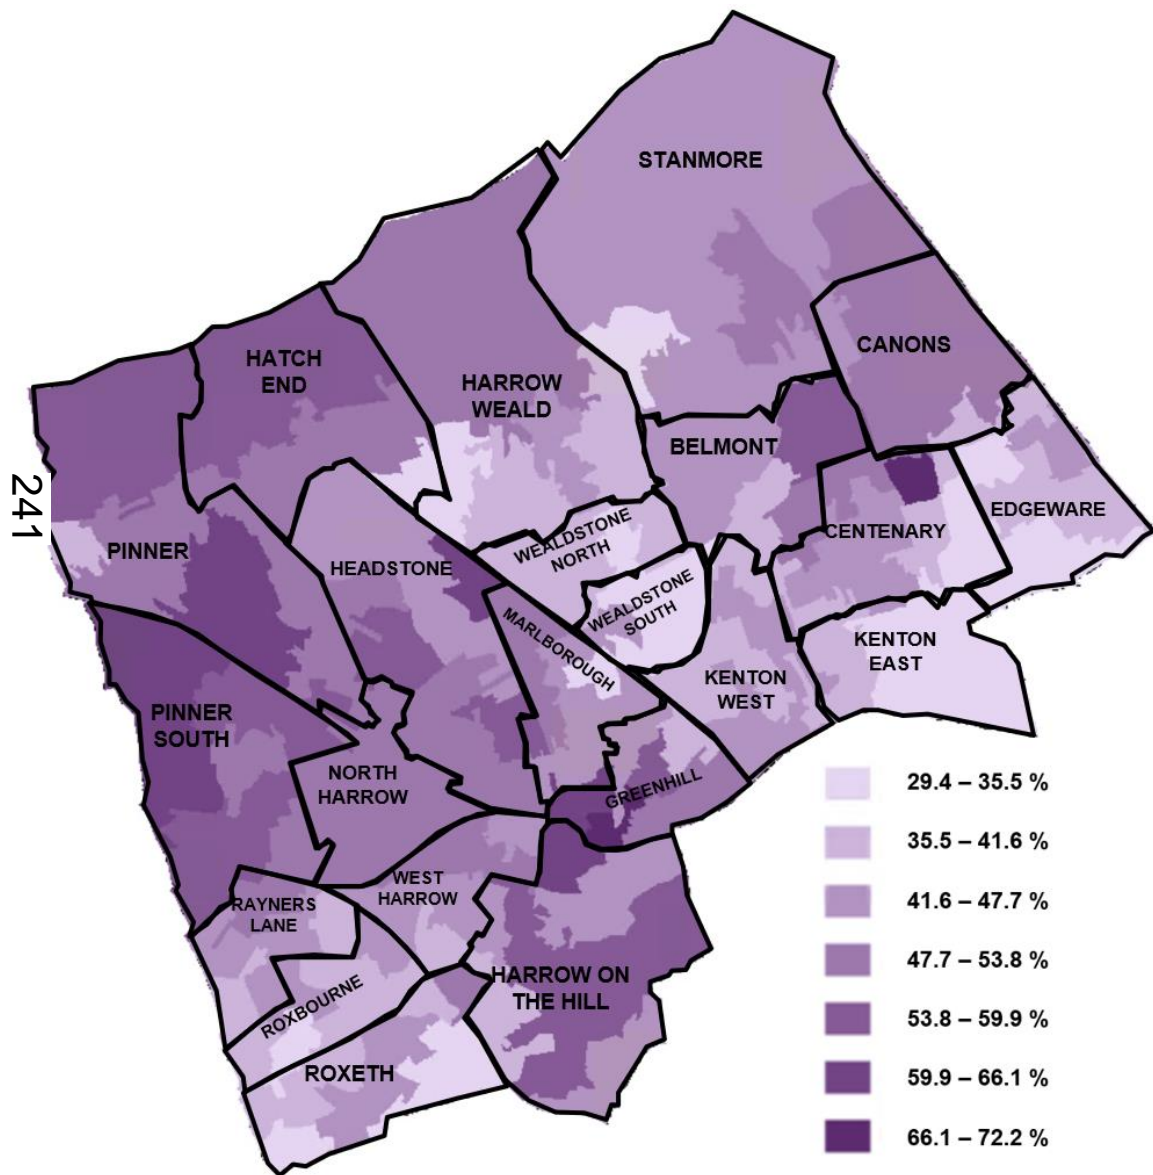 STANMORE
CANONS
HATCH
END
HARROW
WEALD
BELMONT
241
PINNER
HEADSTONE
WEALDSTONE
NORTH
CENTENARY
EDGEWARE
WEALDSTONE
SOUTH
MARLBOROUGH
KENTON
WEST
KENTON
EAST
PINNER
SOUTH
NORTH
HARROW
GREENHILL
WEST
HARROW
RAYNERS
LANE
HARROW ON
THE HILL
ROXBOURNE
ROXETH
29.4 – 35.5 %
35.5 – 41.6 %
41.6 – 47.7 %
47.7 – 53.8 %
53.8 – 59.9 %
59.9 – 66.1 %
66.1 – 72.2 %